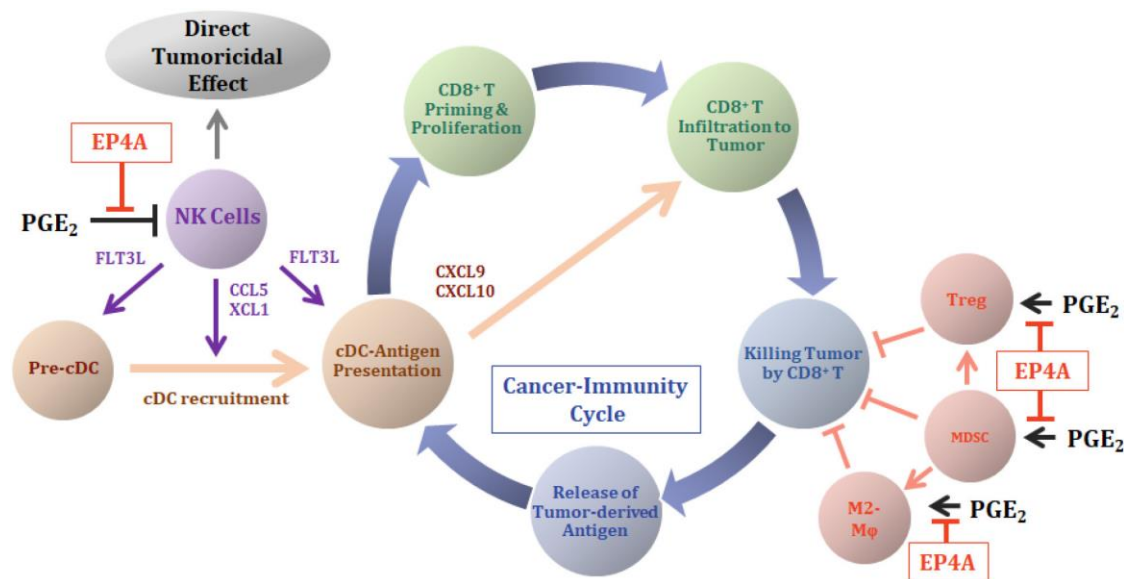 Direct
Tumoricidal
Effect
EP4A
PGE₂
NK Cells
FLT3L
CCL5
XCL1
FLT3L
Pre-cDC
cDC recruitment
cDC-Antigen
Presentation
CD8⁺ T
Priming &
Proliferation
CD8⁺ T
Infiltration to
Tumor
CXCL9
CXCL10
Cancer-Immunity
Cycle
Killing Tumor
by CD8⁺ T
Release of
Tumor-derived
Antigen
Treg
PGE₂
EP4A
MDSC
PGE₂
M2-
Mφ
PGE₂
EP4A